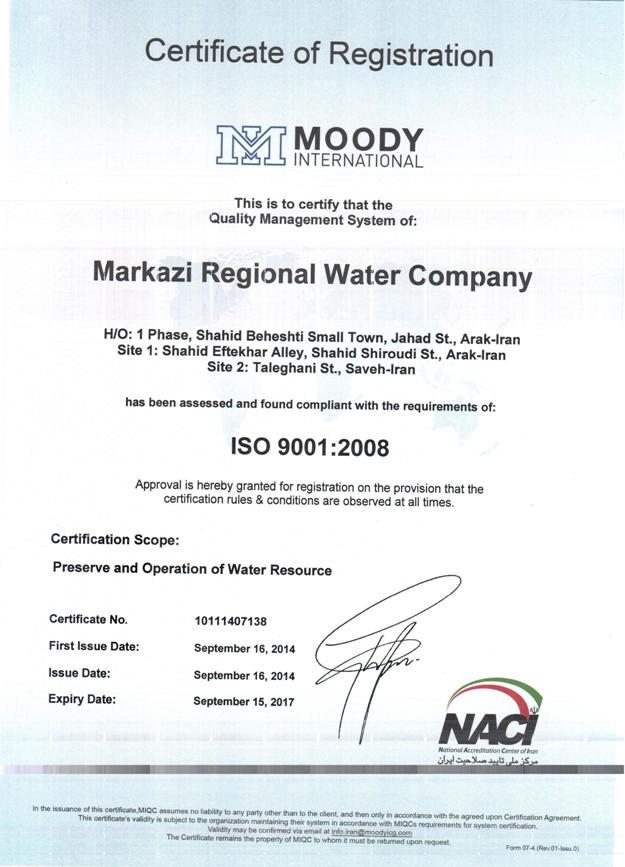 Certificate of Registration
MOODY
INTERNATIONAL
This is to certify that the
Quality Management System of:
Markazi Regional Water Company
H/O: 1 Phase, Shahid Beheshti Small Town, Jahad St., Arak-Iran
Site 1: Shahid Eftekhar Alley, Shahid Shiroudi St., Arak-Iran
Site 2: Taleghani St., Saveh-Iran
has been assessed and found compliant with the requirements of:
ISO 9001:2008
Approval is hereby granted for registration on the provision that the
certification rules & conditions are observed at all times.
Certification Scope:
Preserve and Operation of Water Resource
Certificate No. 10111407138
First Issue Date: September 16, 2014
Issue Date: September 16, 2014
Expiry Date: September 15, 2017
NACI
National Accreditation Center of Iran
مرکز ملی تایید صلاحیت ایران
In the issuance of this certificate,MIQC assumes no liability to any party other than to the client, and then only in accordance with the agreed upon Certification Agreement.
This certificate's validity is subject to the organization maintaining their system in accordance with MIQCs requirements for system certification.
Validity may be confirmed via email at info.iran@moodyicg.com
The Certificate remains the property of MIQC to whom it must be returned upon request.
Form 07-4 (Rev.01-Issu.0)